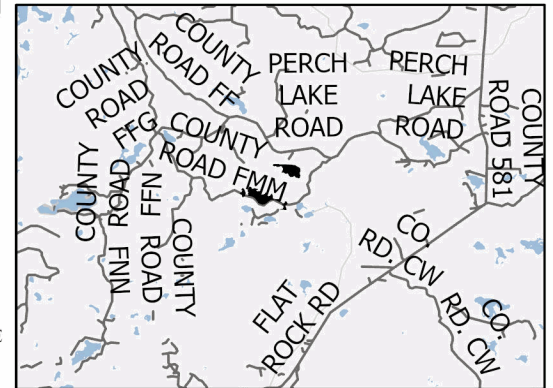 COUNTY
ROAD FF
PERCH
LAKE
ROAD
PERCH
LAKE
ROAD
COUNTY
ROAD 581
COUNTY
ROAD
FFG
COUNTY
ROAD FMM
COUNTY
ROAD
FNN
COUNTY
ROAD
FFN
CO.
RD. CW
CO.
RD. CW
FLAT
ROCK RD